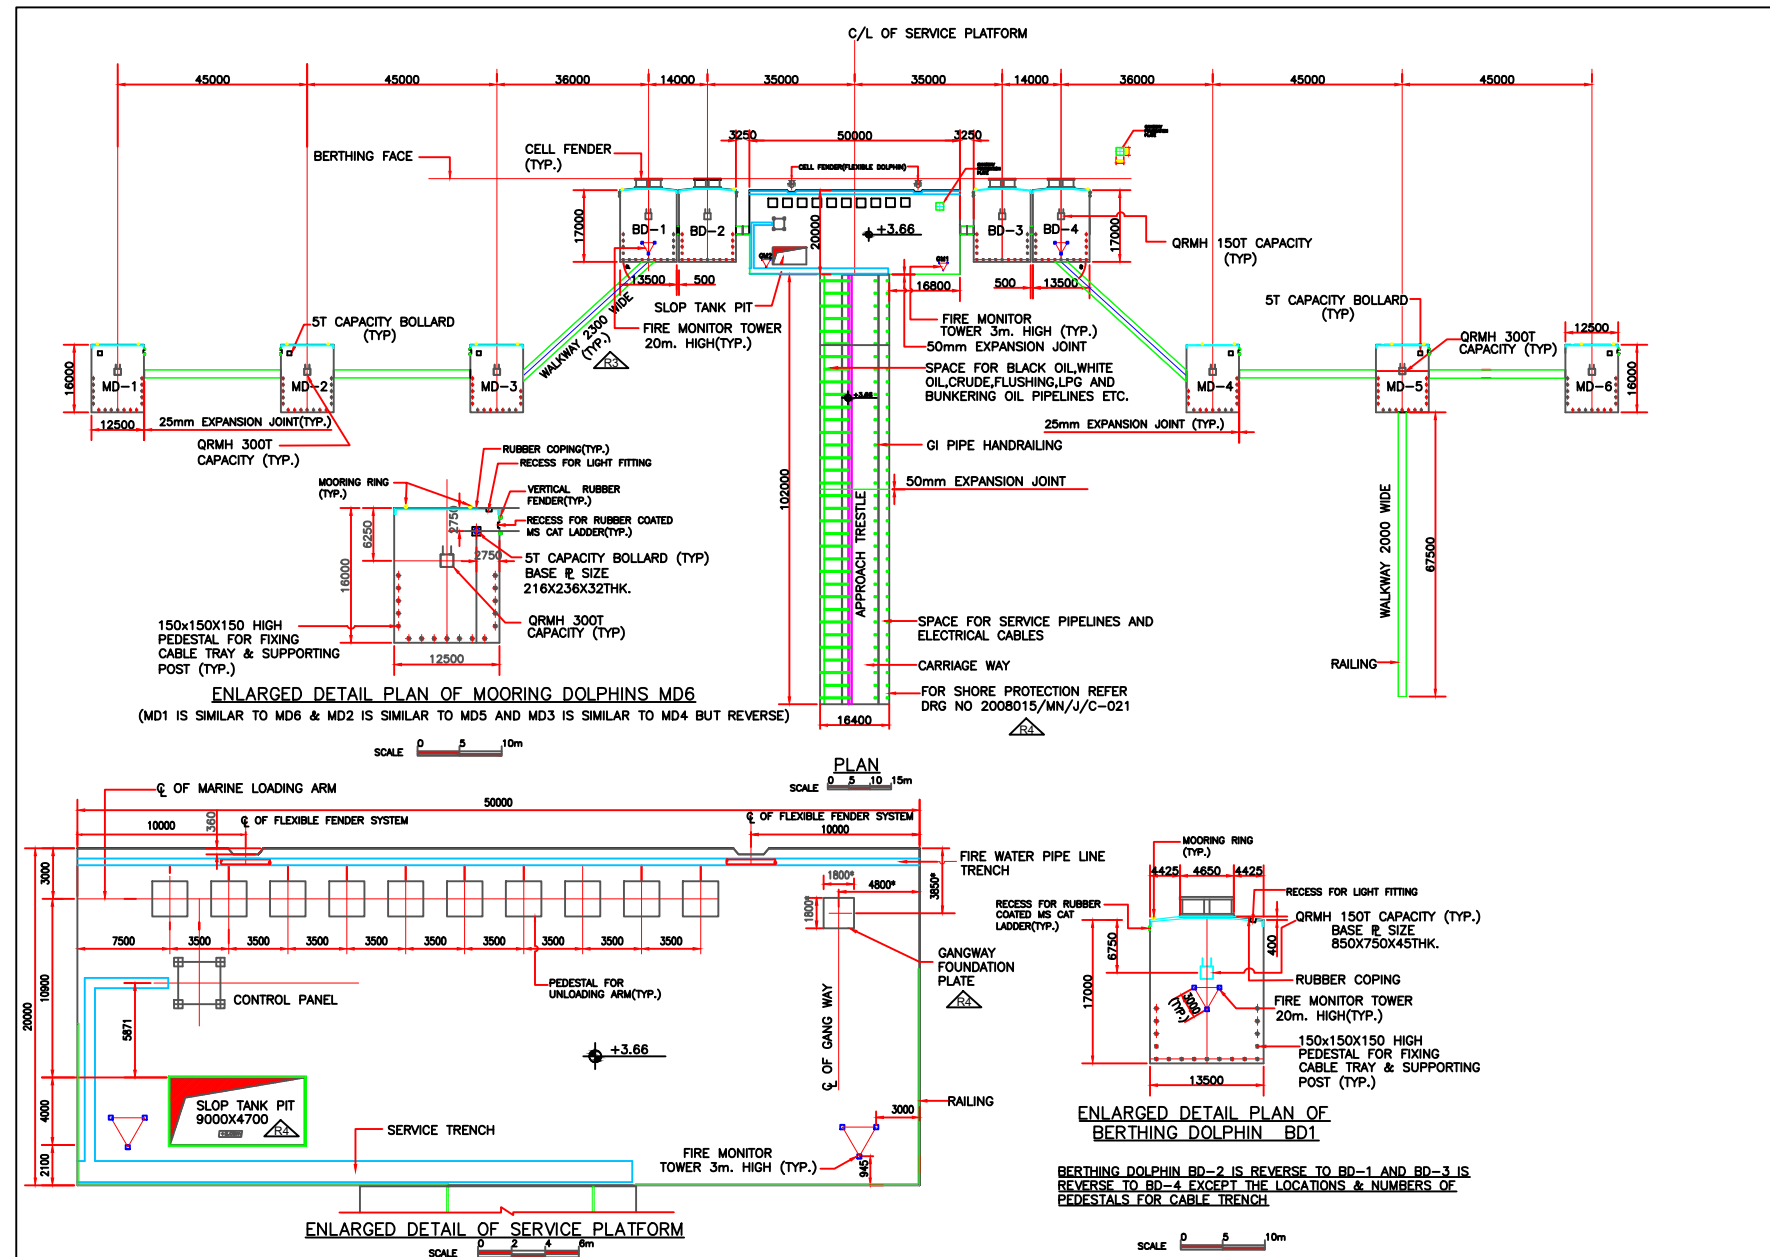 C/L OF SERVICE PLATFORM
45000
45000
36000
14000
35000
35000
14000
36000
45000
45000
3250
50000
3250
BERTHING FACE
CELL FENDER
(TYP.)
CELL FENDER(FLEXIBLE DOLPHIN)
17000
BD-1
BD-2
20000
+3.66
BD-3
BD-4
17000
QRMH 150T CAPACITY
(TYP)
GM2
GM1
13500
500
SLOP TANK PIT
16800
500
13500
5T CAPACITY BOLLARD
(TYP)
WALKWAY 2300 WIDE
(TYP.)
R3
FIRE MONITOR TOWER
20m. HIGH(TYP.)
FIRE MONITOR
TOWER 3m. HIGH (TYP.)
50mm EXPANSION JOINT
5T CAPACITY BOLLARD
(TYP)
QRMH 300T
CAPACITY (TYP)
12500
16000
MD-1
MD-2
MD-3
MD-4
MD-5
MD-6
16000
SPACE FOR BLACK OIL,WHITE
OIL,CRUDE,FLUSHING,LPG AND
BUNKERING OIL PIPELINES ETC.
+3.66
12500
25mm EXPANSION JOINT(TYP.)
25mm EXPANSION JOINT (TYP.)
QRMH 300T
CAPACITY (TYP.)
GI PIPE HANDRAILING
50mm EXPANSION JOINT
102000
APPROACH TRESTLE
WALKWAY 2000 WIDE
67500
RAILING
SPACE FOR SERVICE PIPELINES AND
ELECTRICAL CABLES
CARRIAGE WAY
FOR SHORE PROTECTION REFER
DRG NO 2008015/MN/J/C-021
R4
16400
PLAN
SCALE 0 5 10 15m
RUBBER COPING(TYP.)
RECESS FOR LIGHT FITTING
MOORING RING
(TYP.)
VERTICAL RUBBER
FENDER(TYP.)
RECESS FOR RUBBER COATED
MS CAT LADDER(TYP.)
2750
6250
2750
16000
5T CAPACITY BOLLARD (TYP)
BASE PL SIZE
216X236X32THK.
QRMH 300T
CAPACITY (TYP)
150x150X150 HIGH
PEDESTAL FOR FIXING
CABLE TRAY & SUPPORTING
POST (TYP.)
12500
ENLARGED DETAIL PLAN OF MOORING DOLPHINS MD6
(MD1 IS SIMILAR TO MD6 & MD2 IS SIMILAR TO MD5 AND MD3 IS SIMILAR TO MD4 BUT REVERSE)
SCALE 0 5 10m
CL OF MARINE LOADING ARM
50000
10000
360
CL OF FLEXIBLE FENDER SYSTEM
CL OF FLEXIBLE FENDER SYSTEM
10000
3000
FIRE WATER PIPE LINE
TRENCH
1800*
4800*
3850*
1800*
7500
3500
3500
3500
3500
3500
3500
3500
3500
3500
10900
20000
PEDESTAL FOR
UNLOADING ARM(TYP.)
GANGWAY
FOUNDATION
PLATE
R4
CONTROL PANEL
5871
+3.66
CL OF GANG WAY
SLOP TANK PIT
9000X4700
R4
4000
2100
SERVICE TRENCH
FIRE MONITOR
TOWER 3m. HIGH (TYP.)
3000
945
RAILING
ENLARGED DETAIL OF SERVICE PLATFORM
SCALE 0 2 4 6m
MOORING RING
(TYP.)
4425
4650
4425
RECESS FOR LIGHT FITTING
RECESS FOR RUBBER
COATED MS CAT
LADDER(TYP.)
QRMH 150T CAPACITY (TYP.)
BASE PL SIZE
850X750X45THK.
6750
400
17000
RUBBER COPING
3000
(TYP.)
FIRE MONITOR TOWER
20m. HIGH(TYP.)
150x150X150 HIGH
PEDESTAL FOR FIXING
CABLE TRAY & SUPPORTING
POST (TYP.)
13500
ENLARGED DETAIL PLAN OF
BERTHING DOLPHIN BD1
BERTHING DOLPHIN BD-2 IS REVERSE TO BD-1 AND BD-3 IS
REVERSE TO BD-4 EXCEPT THE LOCATIONS & NUMBERS OF
PEDESTALS FOR CABLE TRENCH
SCALE 0 5 10m